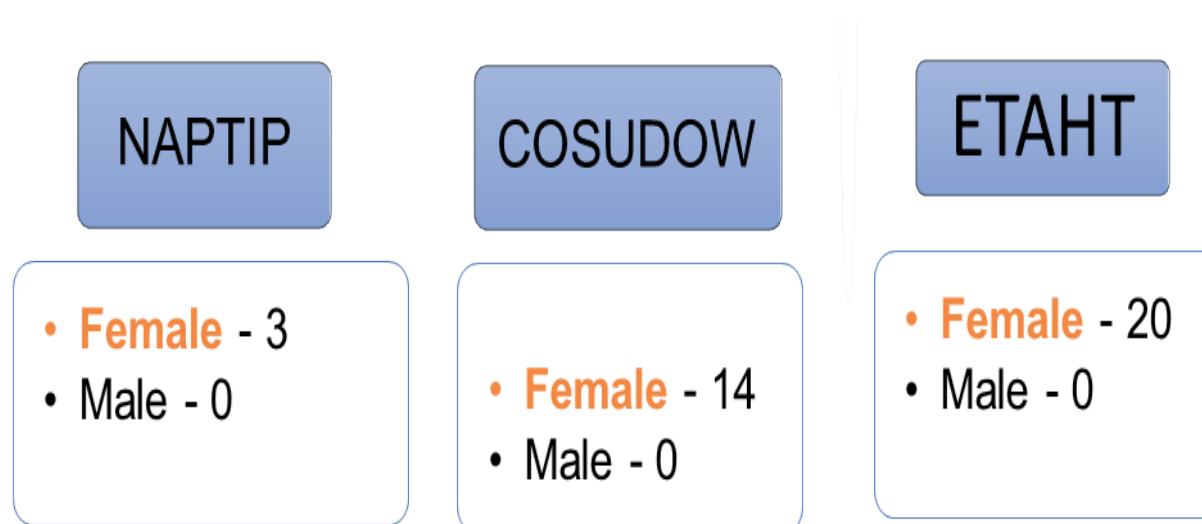 NAPTIP
• Female - 3
• Male - 0
COSUDOW
• Female - 14
• Male - 0
ETAHT
• Female - 20
• Male - 0